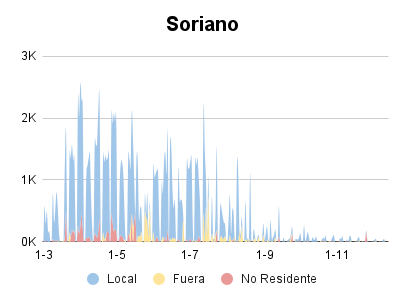 Soriano
3K
2K
1K
0K
1-3 1-5 1-7 1-9 1-11
Local Fuera No Residente